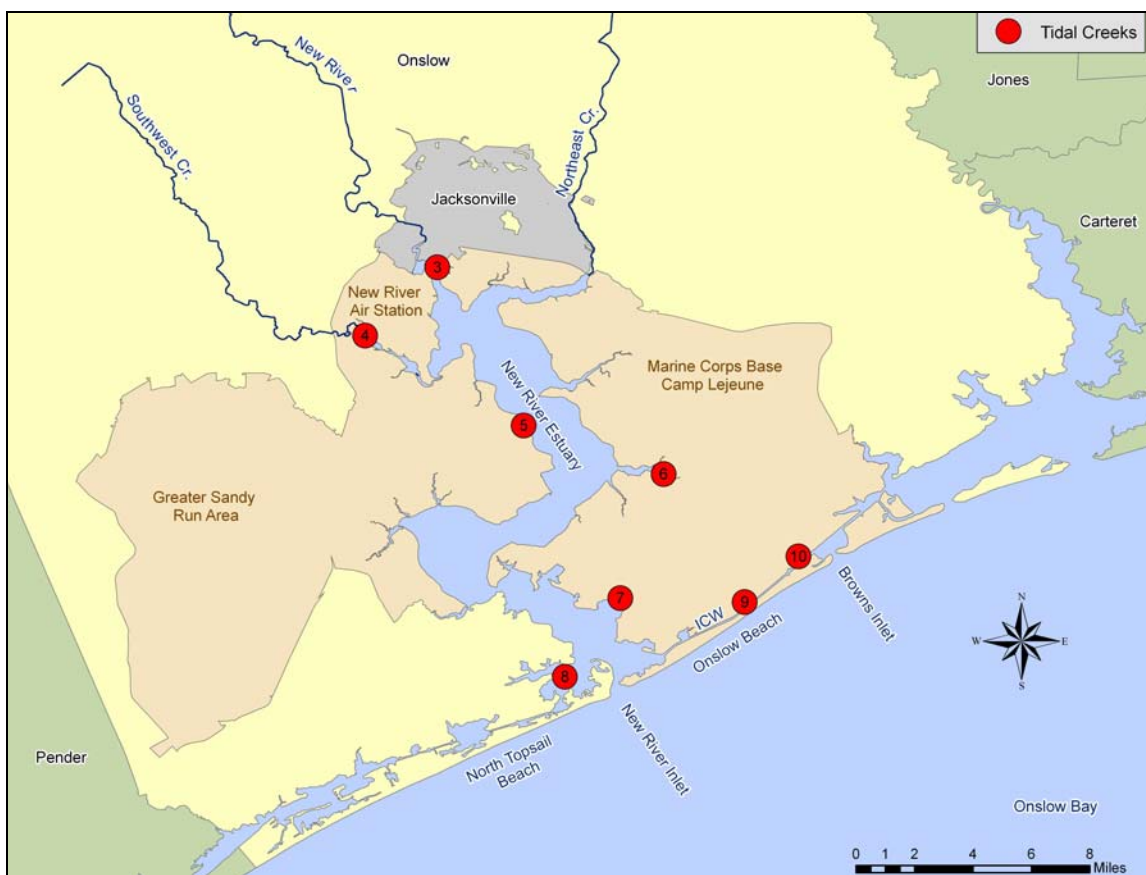 Tidal Creeks
New River
Onslow
Jones
Southwest Cr.
Northeast Cr.
Jacksonville
Carteret
3
New River
Air Station
4
Marine Corps Base
Camp Lejeune
New River Estuary
5
6
Greater Sandy
Run Area
10
7
9
ICW
Onslow Beach
Browns Inlet
N
W
E
S
8
New River Inlet
North Topsail
Beach
Pender
Onslow Bay
0 2 4 6 8
Miles